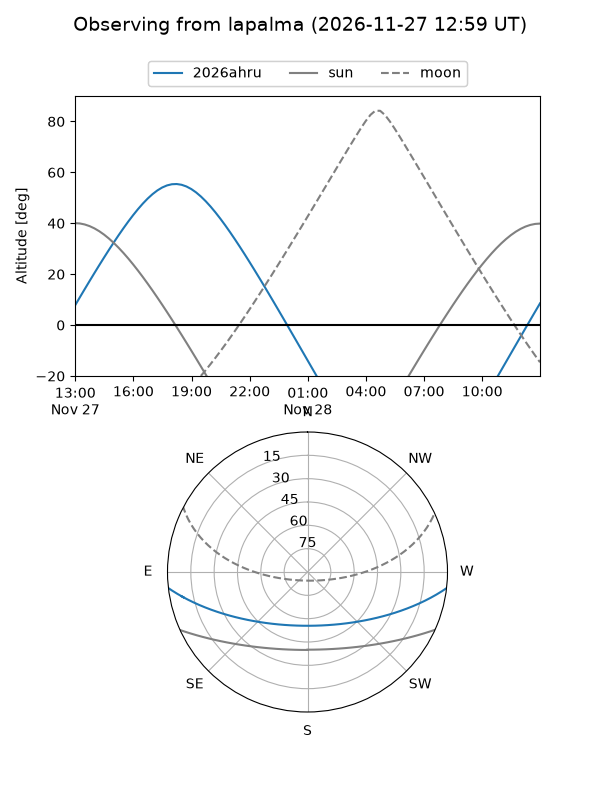 Observing from lapalma (2026-11-27 12:59 UT)
2026ahru sun moon
Altitude [deg]
80
60
40
20
0
−20
13:00 16:00 19:00 22:00 01:00 04:00 07:00 10:00
Nov 27 Nov 28
N
NE NW
15
30
45
60
75
E W
SE SW
S